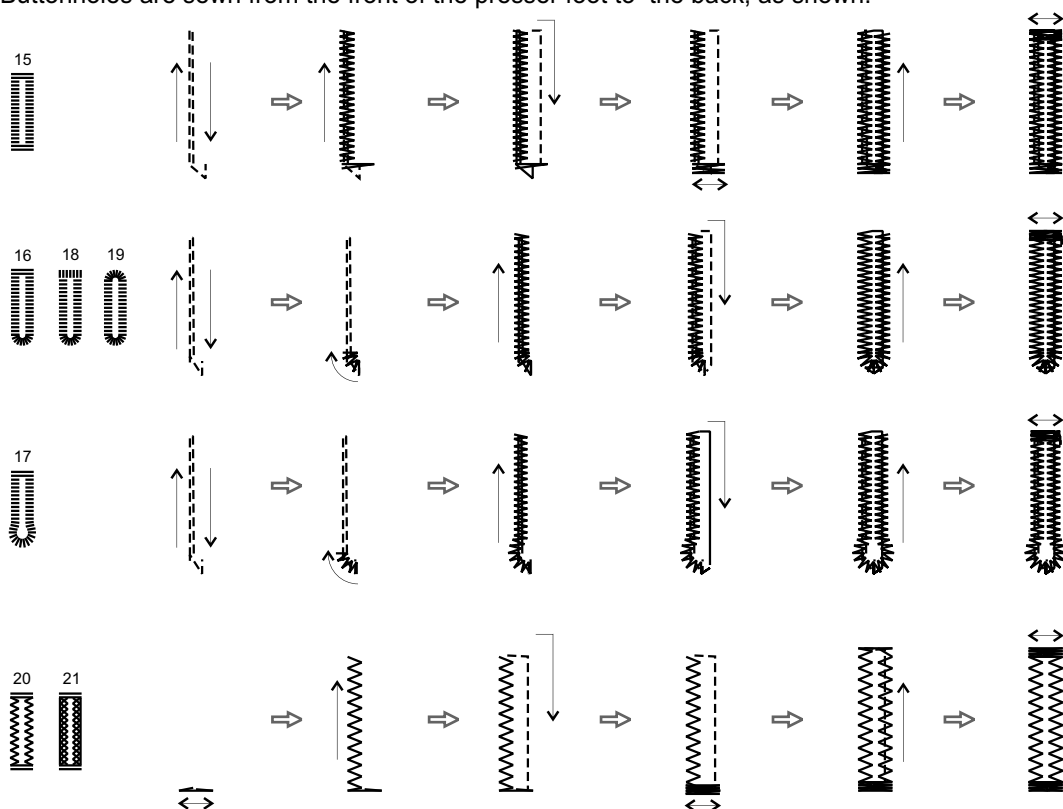 Buttonholes are sewn from the front of the presser foot to the back, as shown.
15
16 18 19
17
20 21